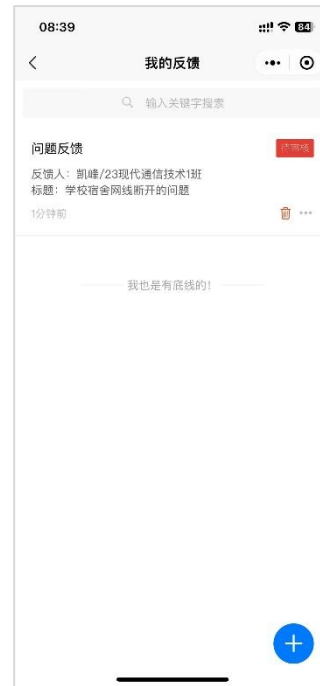 08:39
84
我的反馈
输入关键字搜索
问题反馈
待审核
反馈人：凯峰/23现代通信技术1班
标题：学校宿舍网线断开的问题
1分钟前
我也是有底线的!